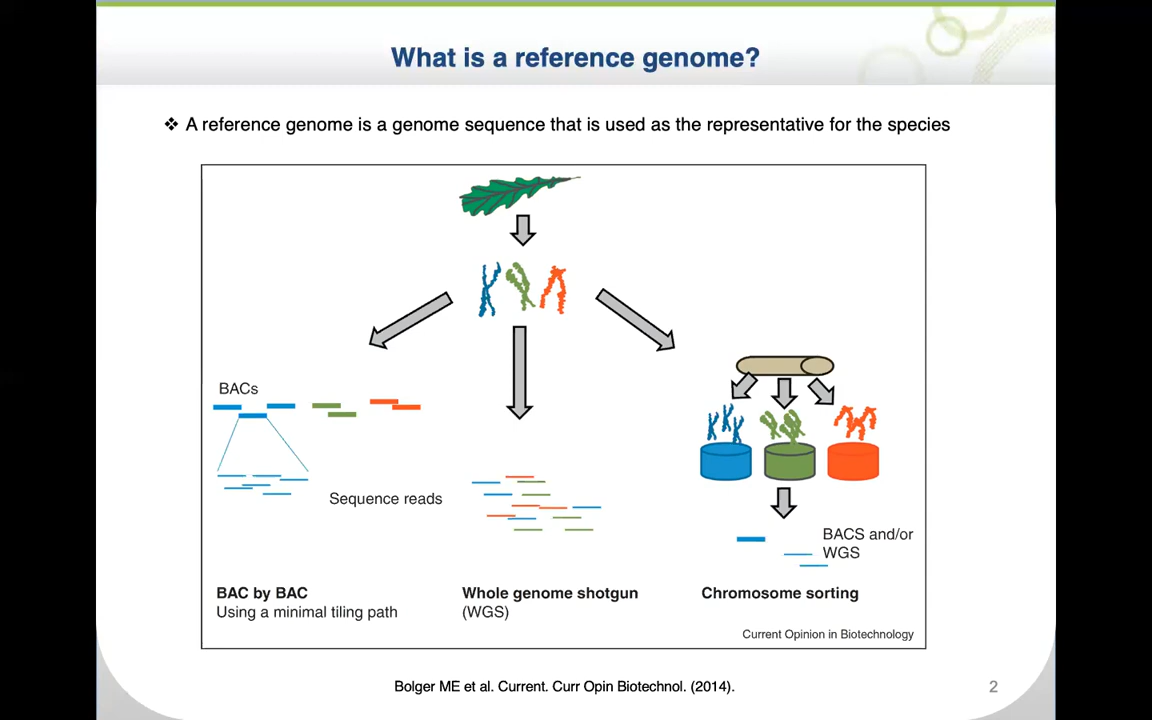 What is a reference genome?
❖ A reference genome is a genome sequence that is used as the representative for the species
BACs
Sequence reads
BACS and/or
WGS
BAC by BAC
Using a minimal tiling path
Whole genome shotgun
(WGS)
Chromosome sorting
Current Opinion in Biotechnology
Bolger ME et al. Current. Curr Opin Biotechnol. (2014).
2